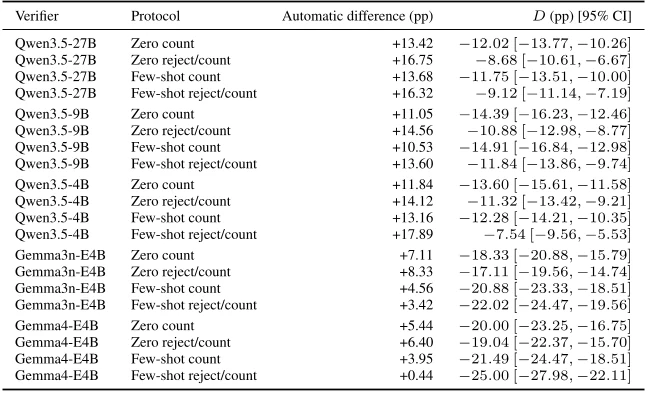 Verifier Protocol Automatic difference (pp) D (pp) [95% CI]
Qwen3.5-27B Zero count +13.42 −12.02 [−13.77, −10.26]
Qwen3.5-27B Zero reject/count +16.75 −8.68 [−10.61, −6.67]
Qwen3.5-27B Few-shot count +13.68 −11.75 [−13.51, −10.00]
Qwen3.5-27B Few-shot reject/count +16.32 −9.12 [−11.14, −7.19]
Qwen3.5-9B Zero count +11.05 −14.39 [−16.23, −12.46]
Qwen3.5-9B Zero reject/count +14.56 −10.88 [−12.98, −8.77]
Qwen3.5-9B Few-shot count +10.53 −14.91 [−16.84, −12.98]
Qwen3.5-9B Few-shot reject/count +13.60 −11.84 [−13.86, −9.74]
Qwen3.5-4B Zero count +11.84 −13.60 [−15.61, −11.58]
Qwen3.5-4B Zero reject/count +14.12 −11.32 [−13.42, −9.21]
Qwen3.5-4B Few-shot count +13.16 −12.28 [−14.21, −10.35]
Qwen3.5-4B Few-shot reject/count +17.89 −7.54 [−9.56, −5.53]
Gemma3n-E4B Zero count +7.11 −18.33 [−20.88, −15.79]
Gemma3n-E4B Zero reject/count +8.33 −17.11 [−19.56, −14.74]
Gemma3n-E4B Few-shot count +4.56 −20.88 [−23.33, −18.51]
Gemma3n-E4B Few-shot reject/count +3.42 −22.02 [−24.47, −19.56]
Gemma4-E4B Zero count +5.44 −20.00 [−23.25, −16.75]
Gemma4-E4B Zero reject/count +6.40 −19.04 [−22.37, −15.70]
Gemma4-E4B Few-shot count +3.95 −21.49 [−24.47, −18.51]
Gemma4-E4B Few-shot reject/count +0.44 −25.00 [−27.98, −22.11]